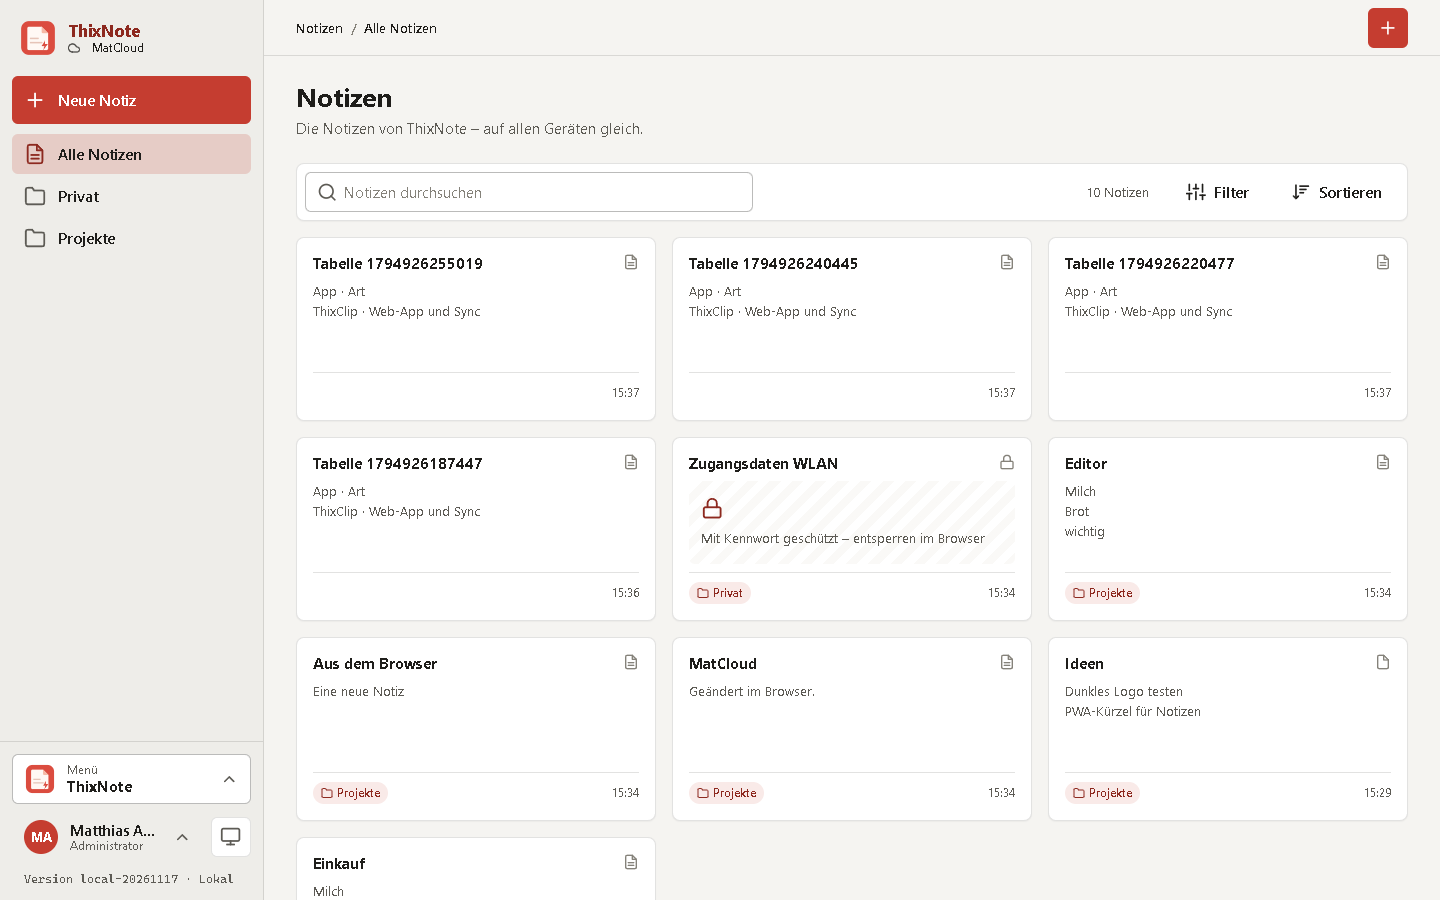 ThixNote
MatCloud
Neue Notiz
Alle Notizen
Privat
Projekte
Menü
ThixNote
MA
Matthias A...
Administrator
Version local-20261117 · Lokal
Notizen / Alle Notizen
Notizen
Die Notizen von ThixNote – auf allen Geräten gleich.
Notizen durchsuchen
10 Notizen
Filter
Sortieren
Tabelle 1794926255019
App · Art
ThixClip · Web-App und Sync
15:37
Tabelle 1794926240445
App · Art
ThixClip · Web-App und Sync
15:37
Tabelle 1794926220477
App · Art
ThixClip · Web-App und Sync
15:37
Tabelle 1794926187447
App · Art
ThixClip · Web-App und Sync
15:36
Zugangsdaten WLAN
Mit Kennwort geschützt – entsperren im Browser
Privat
15:34
Editor
Milch
Brot
wichtig
Projekte
15:34
Aus dem Browser
Eine neue Notiz
Projekte
15:34
MatCloud
Geändert im Browser.
Projekte
15:34
Ideen
Dunkles Logo testen
PWA-Kürzel für Notizen
Projekte
15:29
Einkauf
Milch